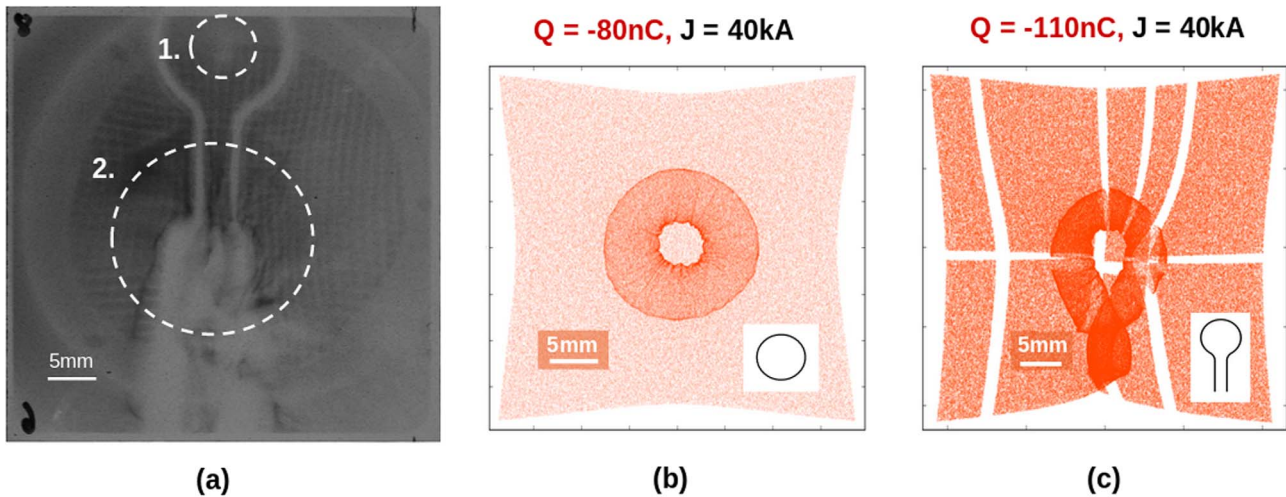 Q = -80nC, J = 40kA
Q = -110nC, J = 40kA
1.
2.
5mm
5mm
5mm
(a)
(b)
(c)